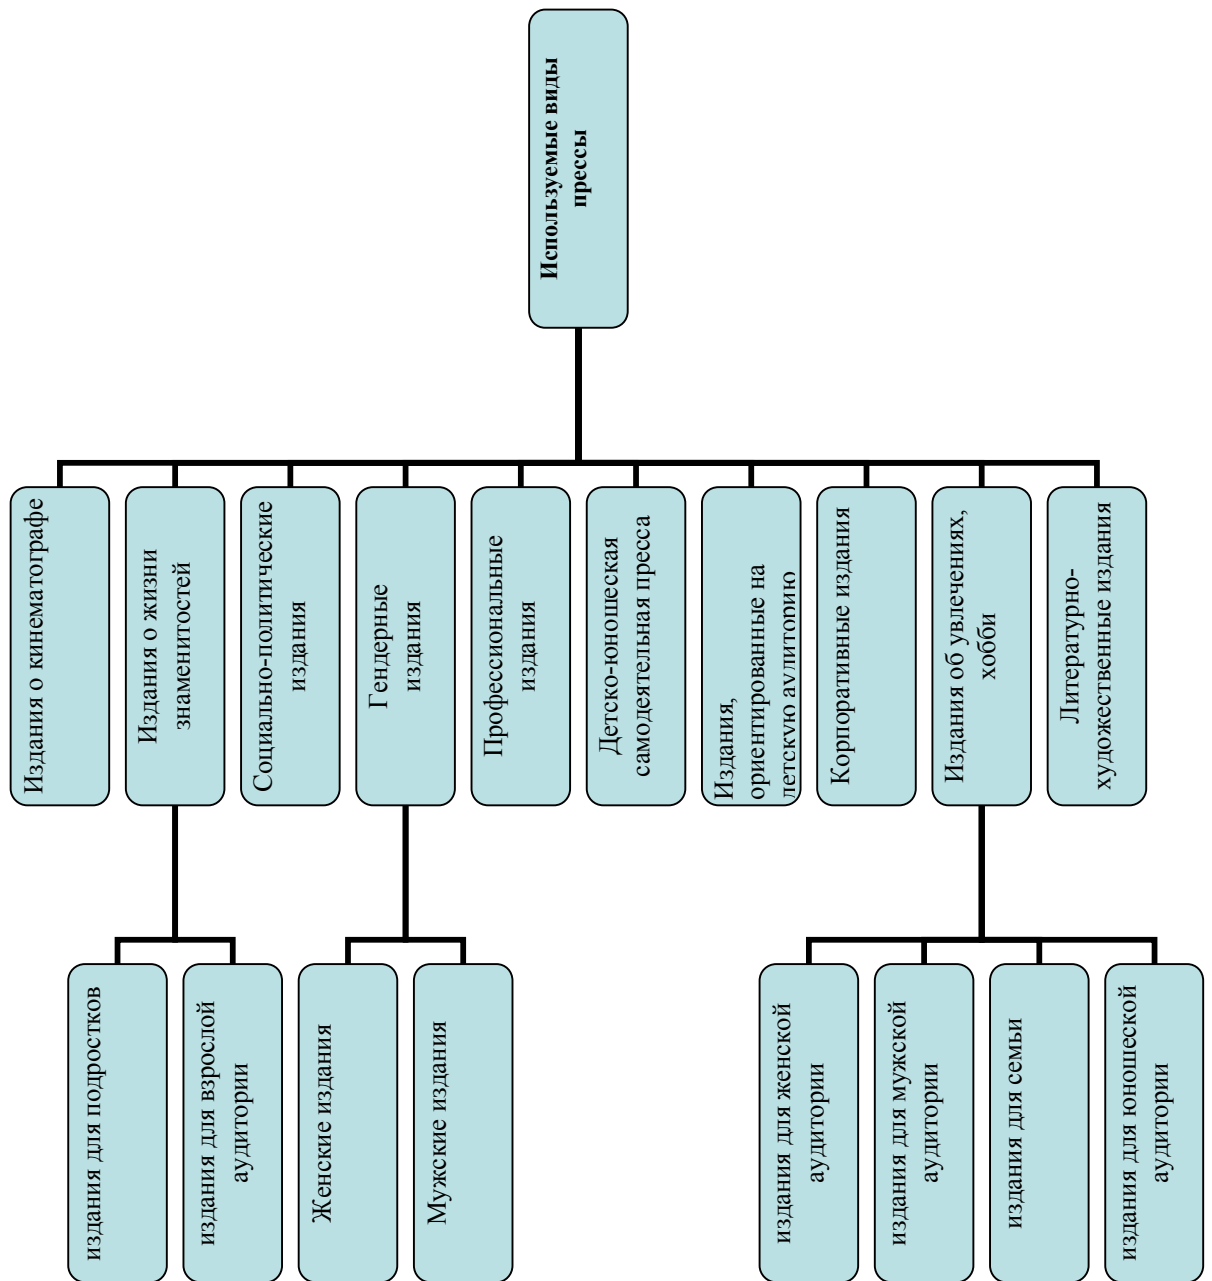 Используемые виды
прессы
Издания о кинематографе
Издания о жизни
знаменитостей
Социально-политические
издания
Гендерные
издания
Профессиональные
издания
Детско-юношеская
самодеятельная пресса
Издания,
ориентированные на
детскую аудиторию
Корпоративные издания
Издания об увлечениях,
хобби
Литературно-
художественные издания
издания для подростков
издания для взрослой
аудитории
Женские издания
Мужские издания
издания для женской
аудитории
издания для мужской
аудитории
издания для семьи
издания для юношеской
аудитории